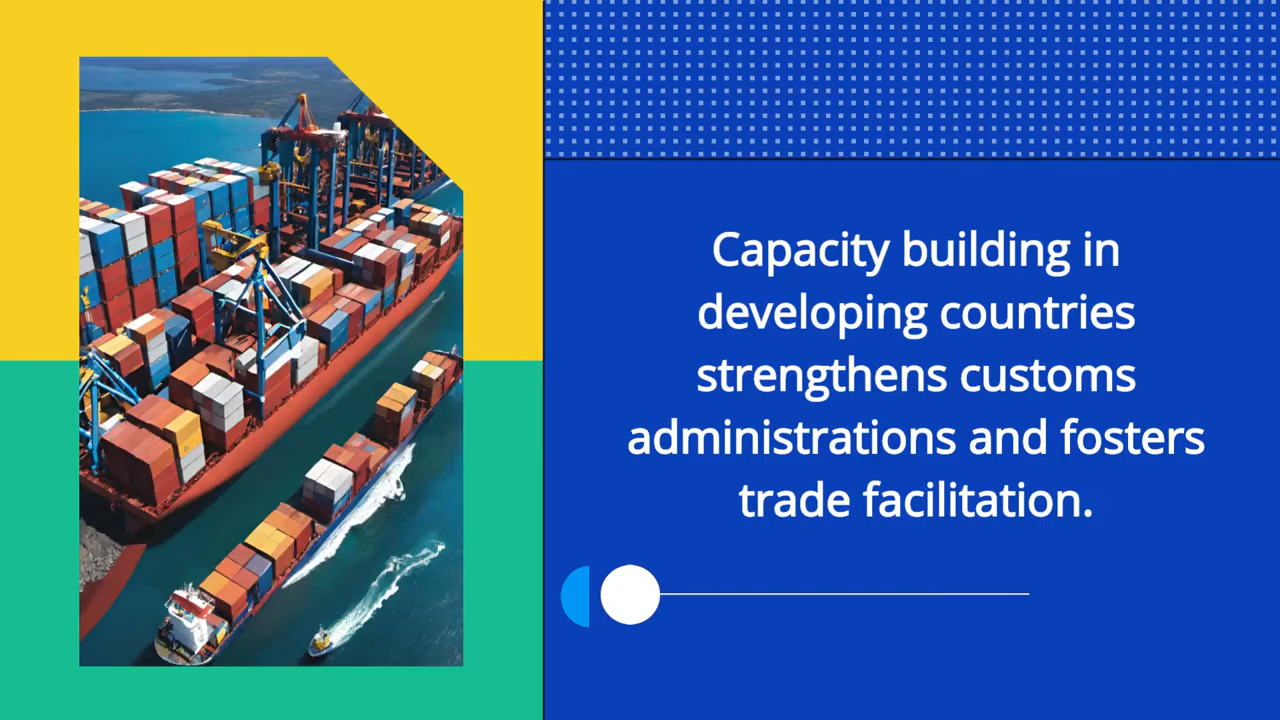 Capacity building in
developing countries
strengthens customs
administrations and fosters
trade facilitation.